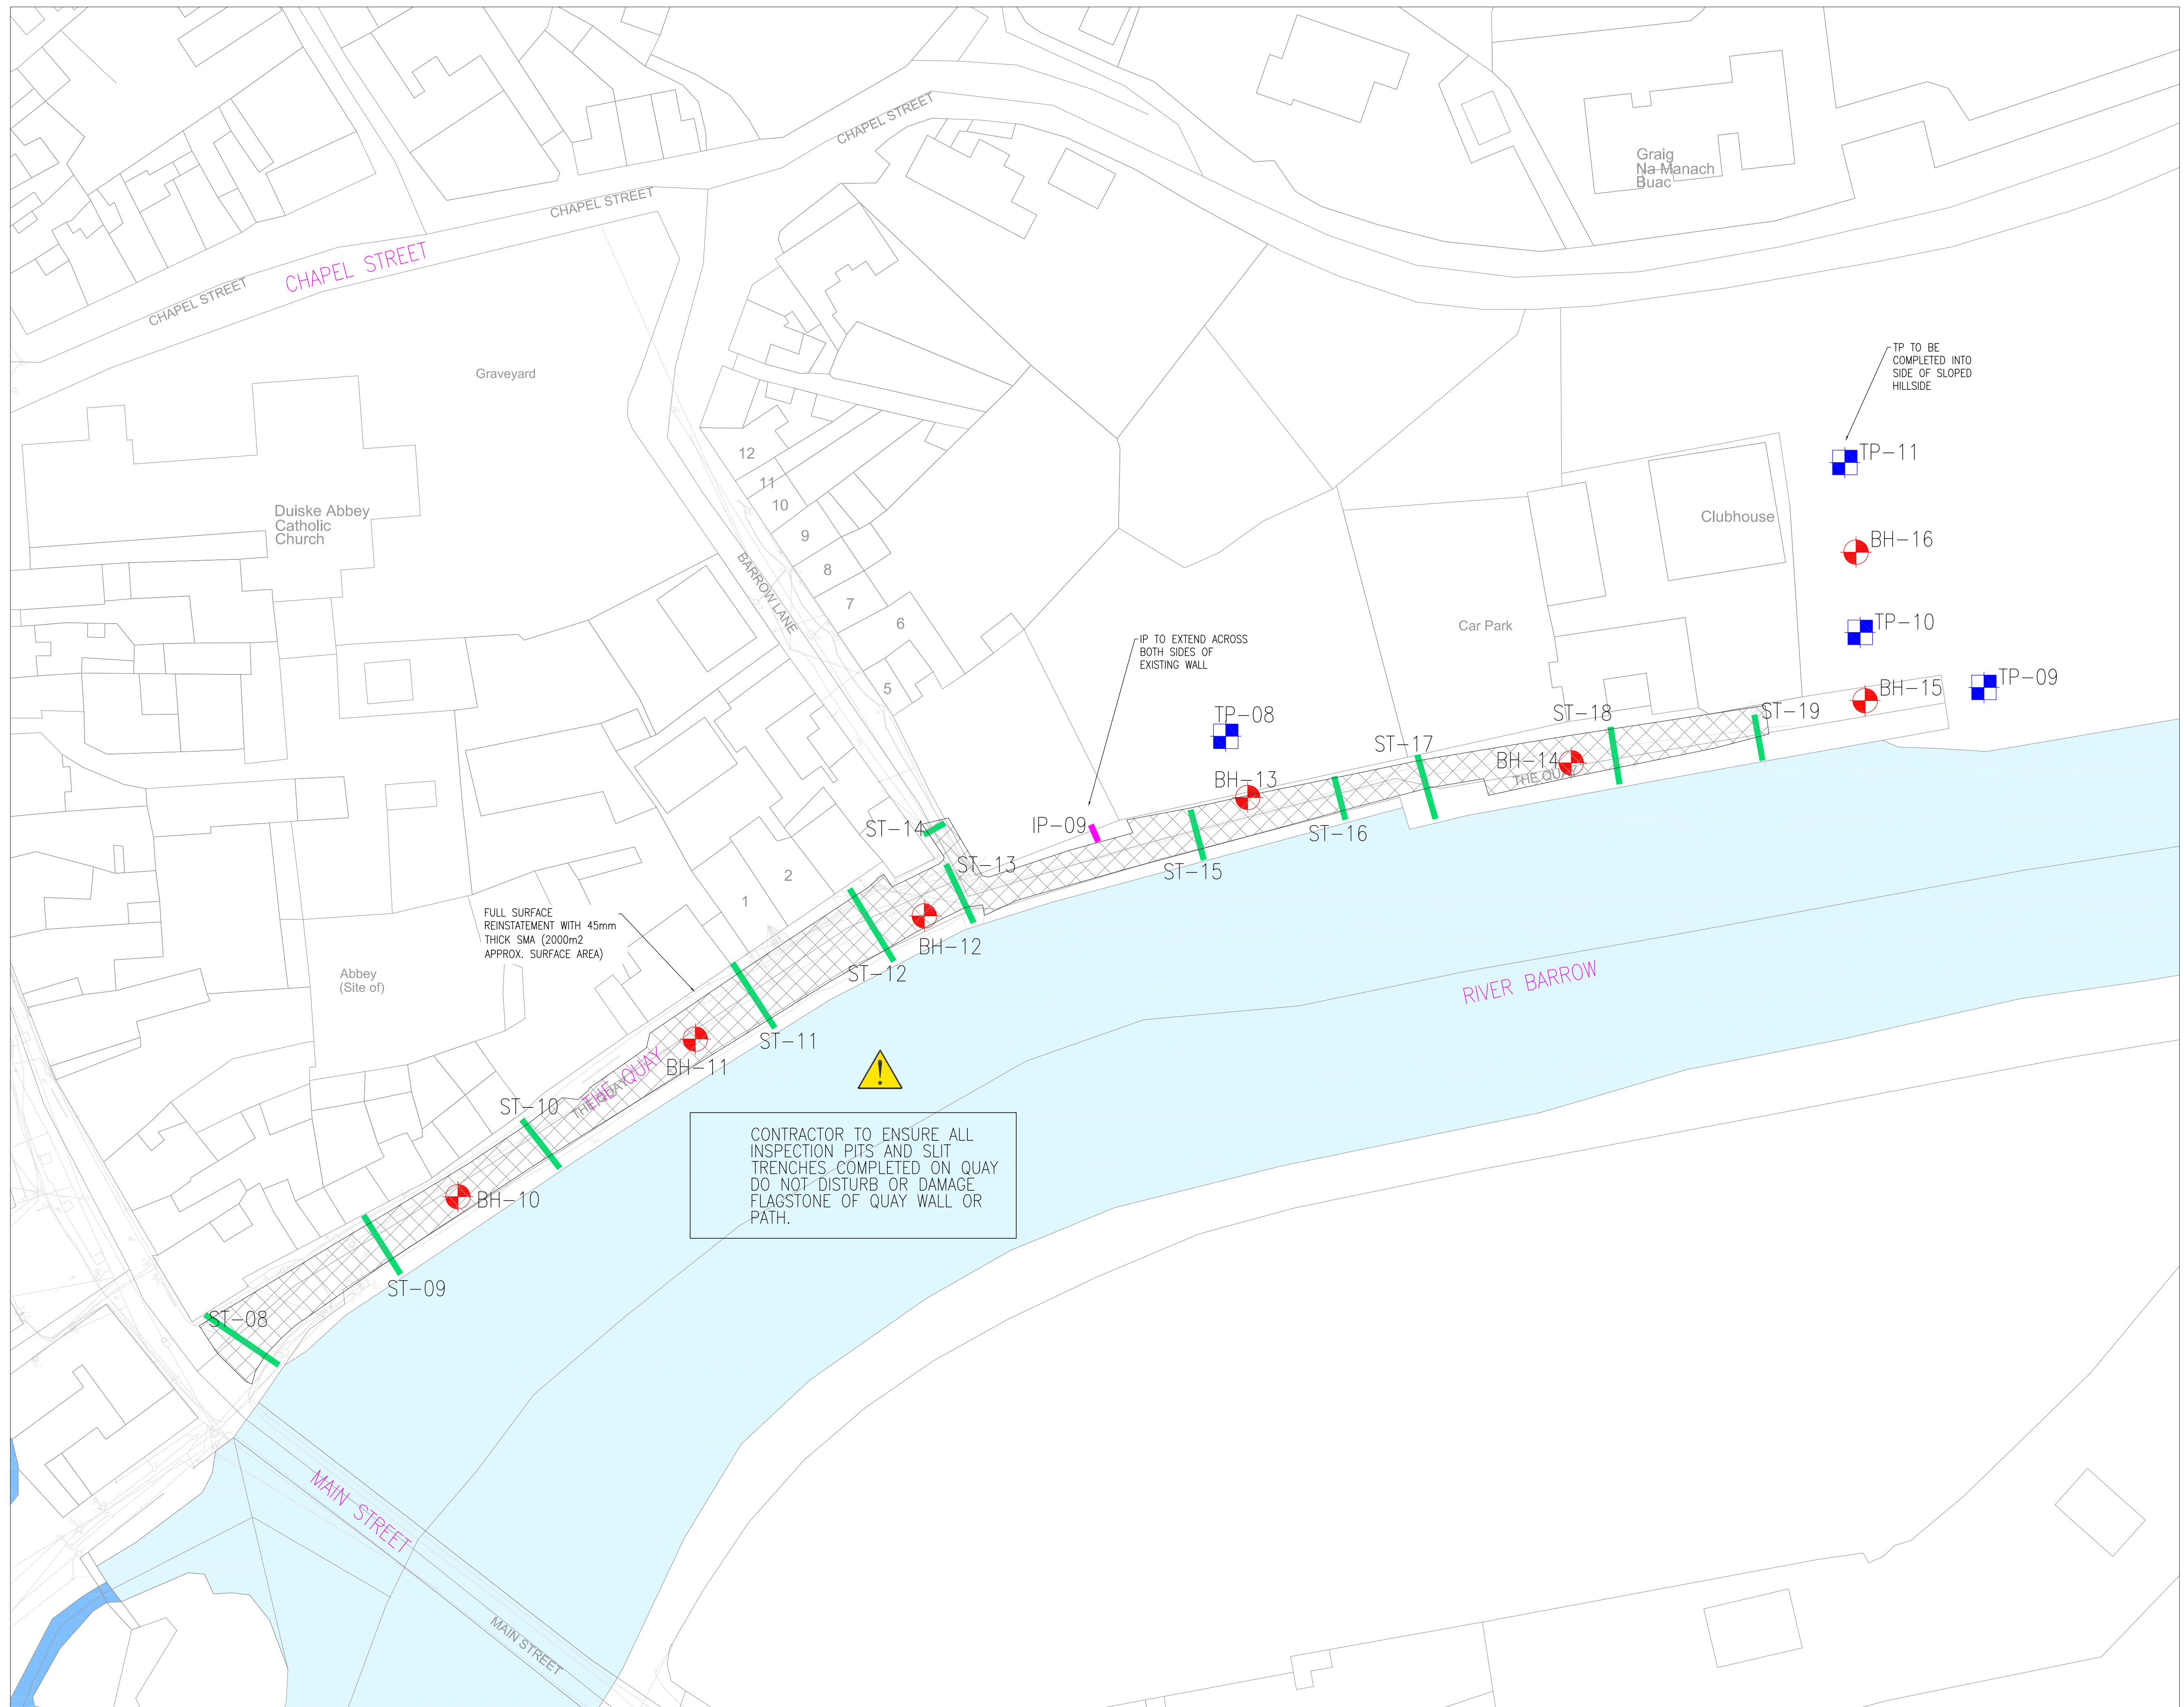 CHAPEL STREET
Graig
Na Manach
Buac
CHAPEL STREET
CHAPEL STREET
CHAPEL STREET
TP TO BE
COMPLETED INTO
SIDE OF SLOPED
HILLSIDE
Graveyard
12
TP-11
11
10
Duiske Abbey
Catholic
Church
Clubhouse
9
BH-16
8
BARROW LANE
7
6
Car Park
TP-10
IP TO EXTEND ACROSS
BOTH SIDES OF
EXISTING WALL
5
TP-09
BH-15
TP-08
ST-18
ST-19
ST-17
BH-14
THE QUAY
BH-13
IP-09
ST-14
ST-16
ST-13
ST-15
2
1
FULL SURFACE
REINSTATEMENT WITH 45mm
THICK SMA (2000m2
APPROX. SURFACE AREA)
BH-12
ST-12
Abbey
(Site of)
RIVER BARROW
ST-11
BH-11
THE QUAY
THE QUAY
ST-10
CONTRACTOR TO ENSURE ALL
INSPECTION PITS AND SLIT
TRENCHES COMPLETED ON QUAY
DO NOT DISTURB OR DAMAGE
FLAGSTONE OF QUAY WALL OR
PATH.
BH-10
ST-09
ST-08
MAIN STREET
MAIN STREET